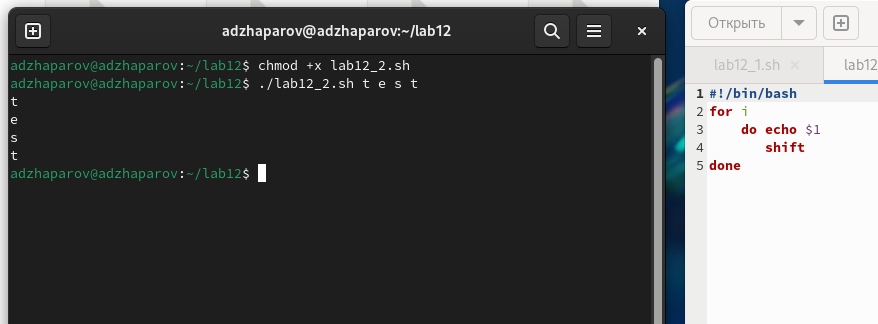 adzhaparov@adzhaparov:~/lab12
adzhaparov@adzhaparov:~/lab12$ chmod +x lab12_2.sh
adzhaparov@adzhaparov:~/lab12$ ./lab12_2.sh t e s t
t
e
s
t
adzhaparov@adzhaparov:~/lab12$
Открыть
lab12_1.sh × lab12
1 #!/bin/bash
2 for i
3     do echo $1
4        shift
5 done